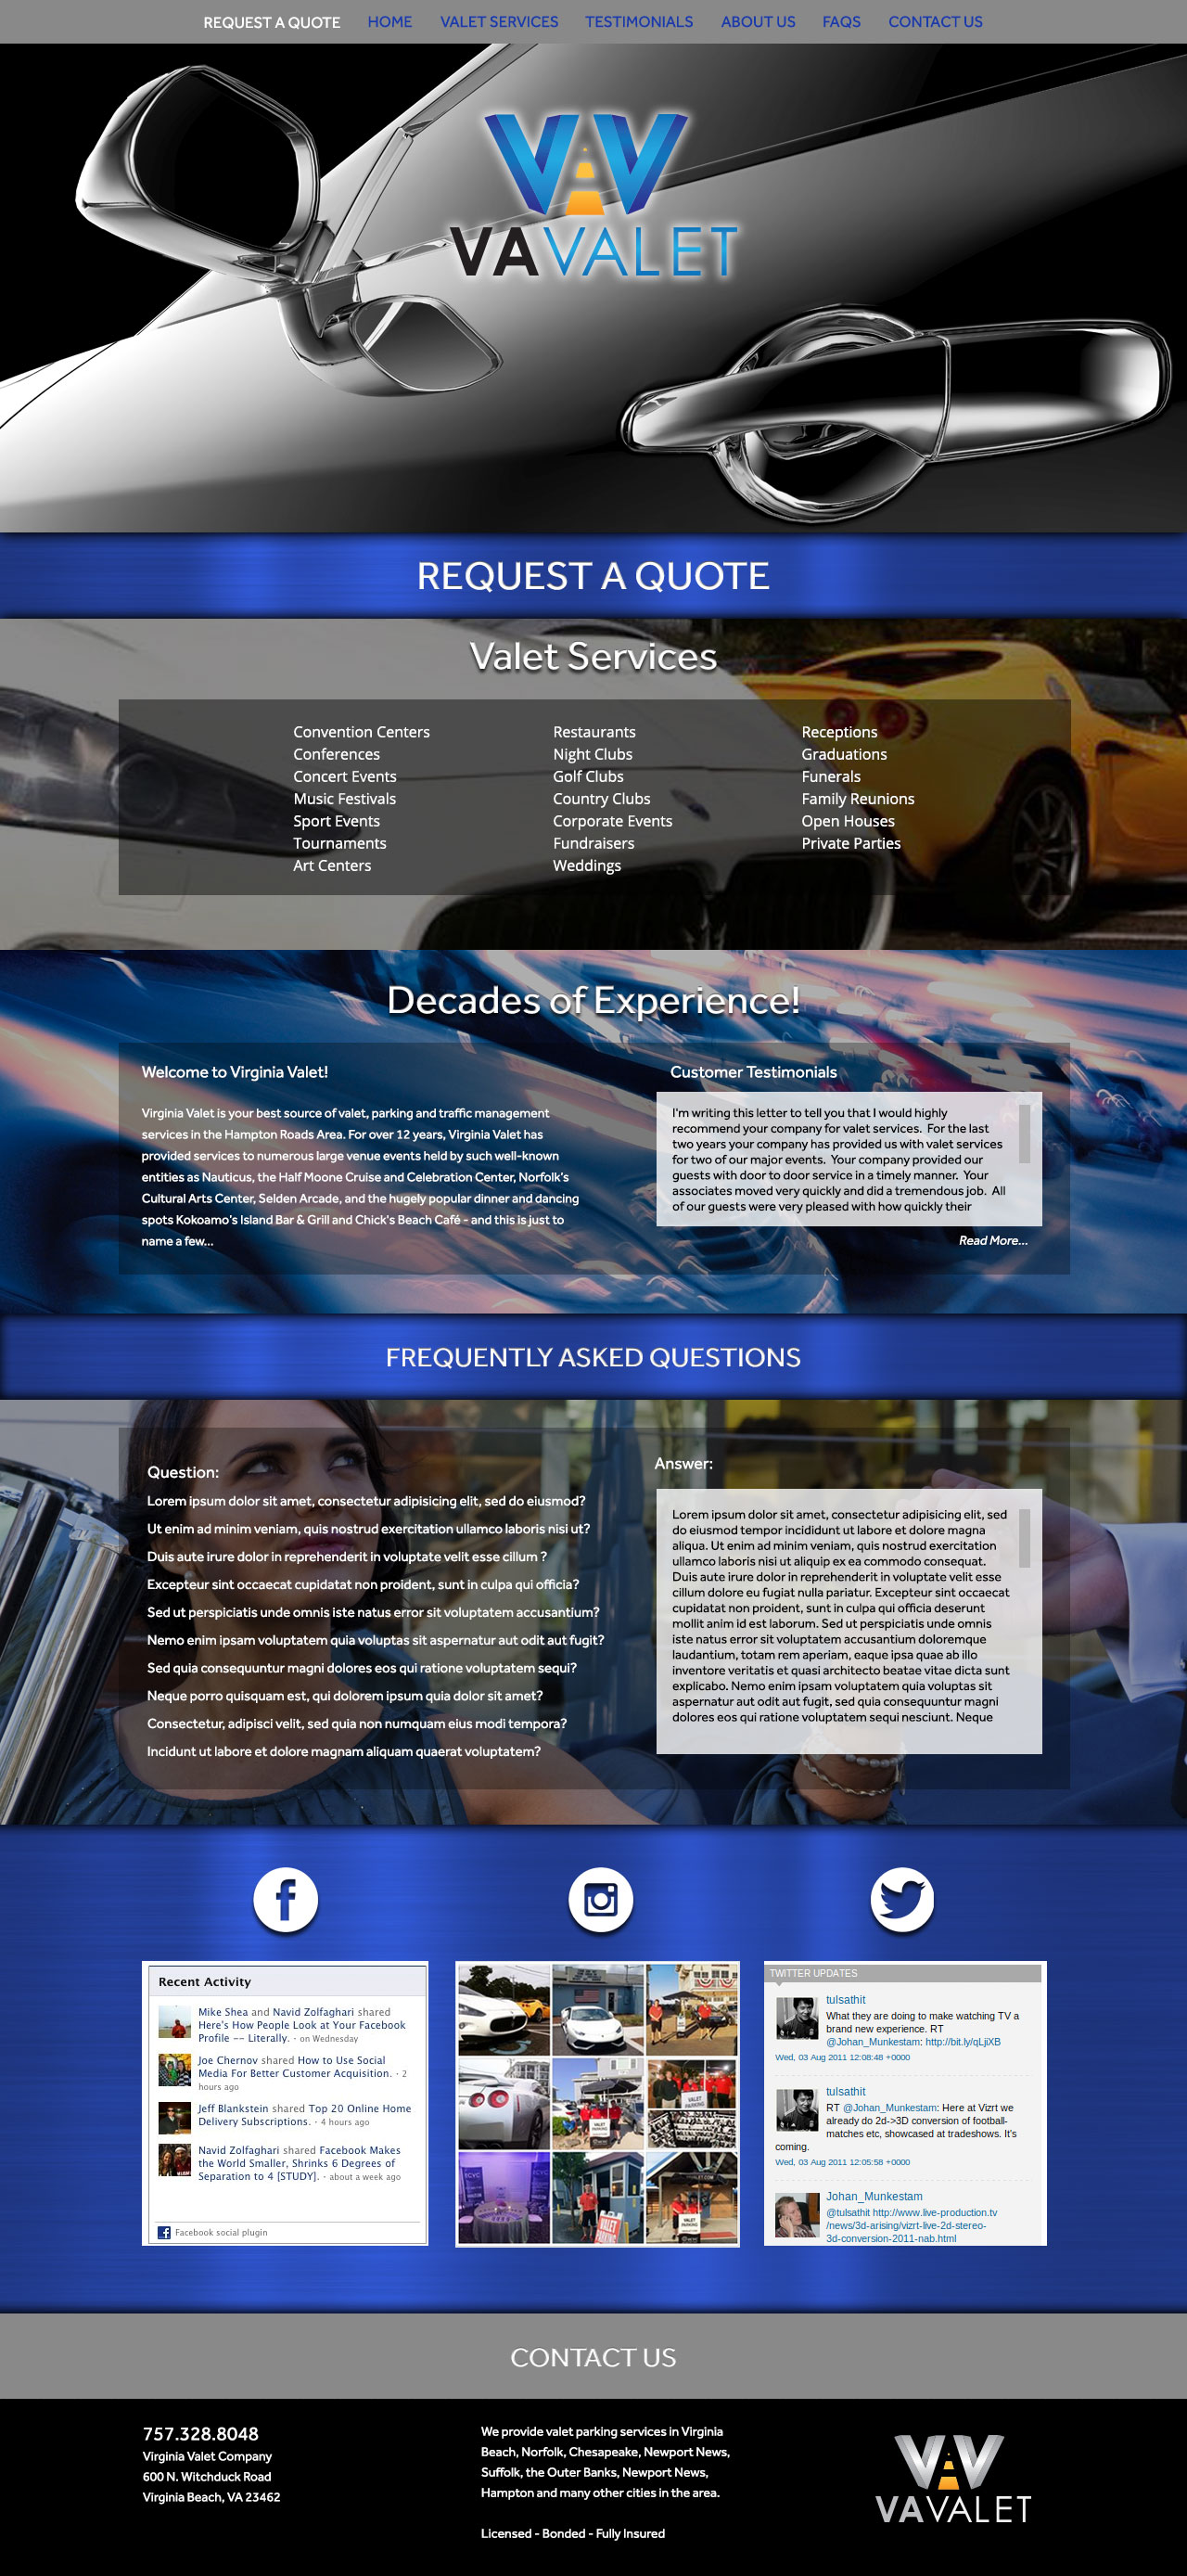 REQUEST A QUOTE HOME VALET SERVICES TESTIMONIALS ABOUT US FAQS CONTACT US
VAVALET
REQUEST A QUOTE
Valet Services
Convention Centers
Conferences
Concert Events
Music Festivals
Sport Events
Tournaments
Art Centers
Restaurants
Night Clubs
Golf Clubs
Country Clubs
Corporate Events
Fundraisers
Weddings
Receptions
Graduations
Funerals
Family Reunions
Open Houses
Private Parties
Decades of Experience!
Welcome to Virginia Valet!
Virginia Valet is your best source of valet, parking and traffic management
services in the Hampton Roads Area. For over 12 years, Virginia Valet has
provided services to numerous large venue events held by such well-known
entities as Nauticus, the Half Moone Cruise and Celebration Center, Norfolk's
Cultural Arts Center, Selden Arcade, and the hugely popular dinner and dancing
spots Kokoamo's Island Bar & Grill and Chick's Beach Café - and this is just to
name a few...
Customer Testimonials
I'm writing this letter to tell you that I would highly
recommend your company for valet services. For the last
two years your company has provided us with valet services
for two of our major events. Your company provided our
guests with door to door service in a timely manner. Your
associates moved very quickly and did a tremendous job. All
of our guests were very pleased with how quickly their
Read More...
FREQUENTLY ASKED QUESTIONS
Question:
Lorem ipsum dolor sit amet, consectetur adipisicing elit, sed do eiusmod?
Ut enim ad minim veniam, quis nostrud exercitation ullamco laboris nisi ut?
Duis aute irure dolor in reprehenderit in voluptate velit esse cillum ?
Excepteur sint occaecat cupidatat non proident, sunt in culpa qui officia?
Sed ut perspiciatis unde omnis iste natus error sit voluptatem accusantium?
Nemo enim ipsam voluptatem quia voluptas sit aspernatur aut odit aut fugit?
Sed quia consequuntur magni dolores eos qui ratione voluptatem sequi?
Neque porro quisquam est, qui dolorem ipsum quia dolor sit amet?
Consectetur, adipisci velit, sed quia non numquam eius modi tempora?
Incidunt ut labore et dolore magnam aliquam quaerat voluptatem?
Answer:
Lorem ipsum dolor sit amet, consectetur adipisicing elit, sed
do eiusmod tempor incididunt ut labore et dolore magna
aliqua. Ut enim ad minim veniam, quis nostrud exercitation
ullamco laboris nisi ut aliquip ex ea commodo consequat.
Duis aute irure dolor in reprehenderit in voluptate velit esse
cillum dolore eu fugiat nulla pariatur. Excepteur sint occaecat
cupidatat non proident, sunt in culpa qui officia deserunt
mollit anim id est laborum. Sed ut perspiciatis unde omnis
iste natus error sit voluptatem accusantium doloremque
laudantium, totam rem aperiam, eaque ipsa quae ab illo
inventore veritatis et quasi architecto beatae vitae dicta sunt
explicabo. Nemo enim ipsam voluptatem quia voluptas sit
aspernatur aut odit aut fugit, sed quia consequuntur magni
dolores eos qui ratione voluptatem sequi nesciunt. Neque
Recent Activity
Mike Shea and Navid Zolfaghari shared
Here's How People Look at Your Facebook
Profile -- Literally. · on Wednesday
Joe Chernov shared How to Use Social
Media For Better Customer Acquisition. · 2
hours ago
Jeff Blankstein shared Top 20 Online Home
Delivery Subscriptions. · 4 hours ago
Navid Zolfaghari shared Facebook Makes
the World Smaller, Shrinks 6 Degrees of
Separation to 4 [STUDY]. · about a week ago
Facebook social plugin
VALET
PARKING
VALET
TWITTER UPDATES
tulsathit
What they are doing to make watching TV a
brand new experience. RT
@Johan_Munkestam: http://bit.ly/qLjiXB
Wed, 03 Aug 2011 12:08:48 +0000
tulsathit
RT @Johan_Munkestam: Here at Vizrt we
already do 2d->3D conversion of football-
matches etc, showcased at tradeshows. It's
coming.
Wed, 03 Aug 2011 12:05:58 +0000
Johan_Munkestam
@tulsathit http://www.live-production.tv
/news/3d-arising/vizrt-live-2d-stereo-
3d-conversion-2011-nab.html
CONTACT US
757.328.8048
Virginia Valet Company
600 N. Witchduck Road
Virginia Beach, VA 23462
We provide valet parking services in Virginia
Beach, Norfolk, Chesapeake, Newport News,
Suffolk, the Outer Banks, Newport News,
Hampton and many other cities in the area.
Licensed - Bonded - Fully Insured
VAVALET